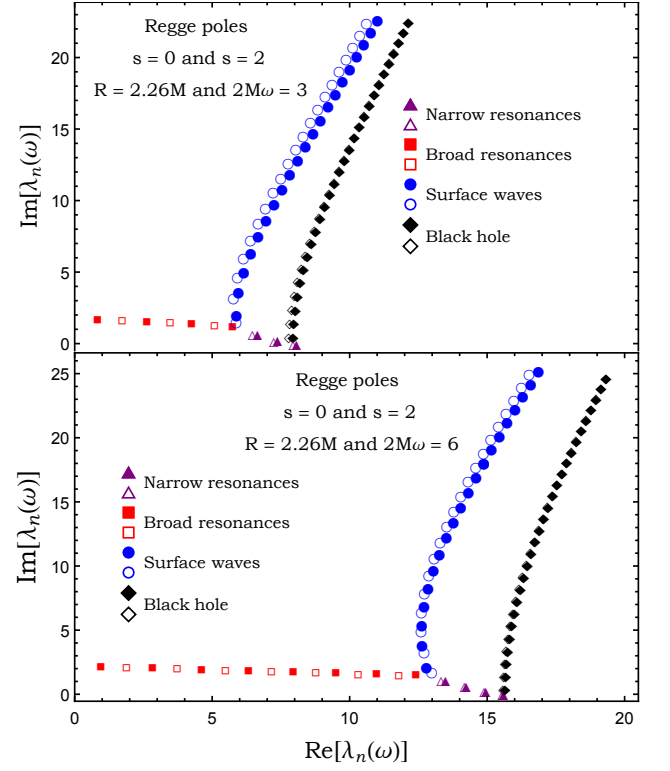 Regge poles
s = 0 and s = 2
R = 2.26M and 2Mω = 3
Narrow resonances
Broad resonances
Surface waves
Black hole
Im[λₙ(ω)]
20
15
10
5
0
Regge poles
s = 0 and s = 2
R = 2.26M and 2Mω = 6
Narrow resonances
Broad resonances
Surface waves
Black hole
Im[λₙ(ω)]
25
20
15
10
5
0
0 5 10 15 20
Re[λₙ(ω)]